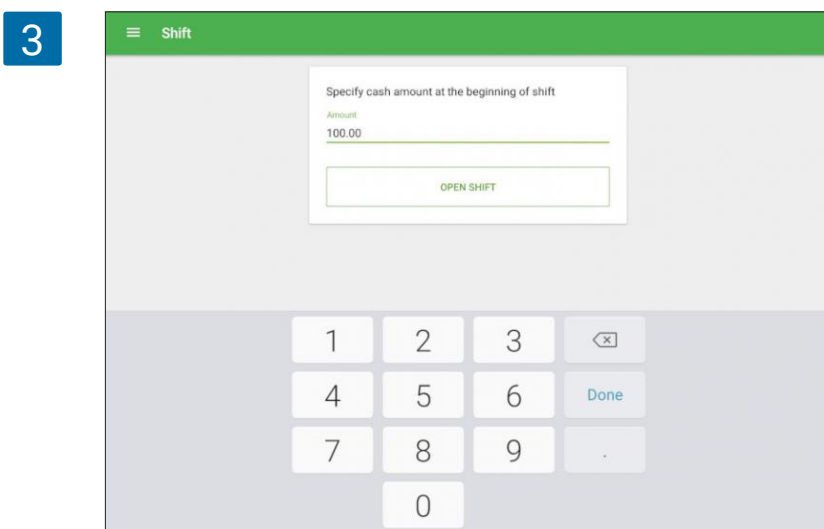 3
Shift
Specify cash amount at the beginning of shift
Amount
100.00
OPEN SHIFT
1 2 3
4 5 6 Done
7 8 9 .
0